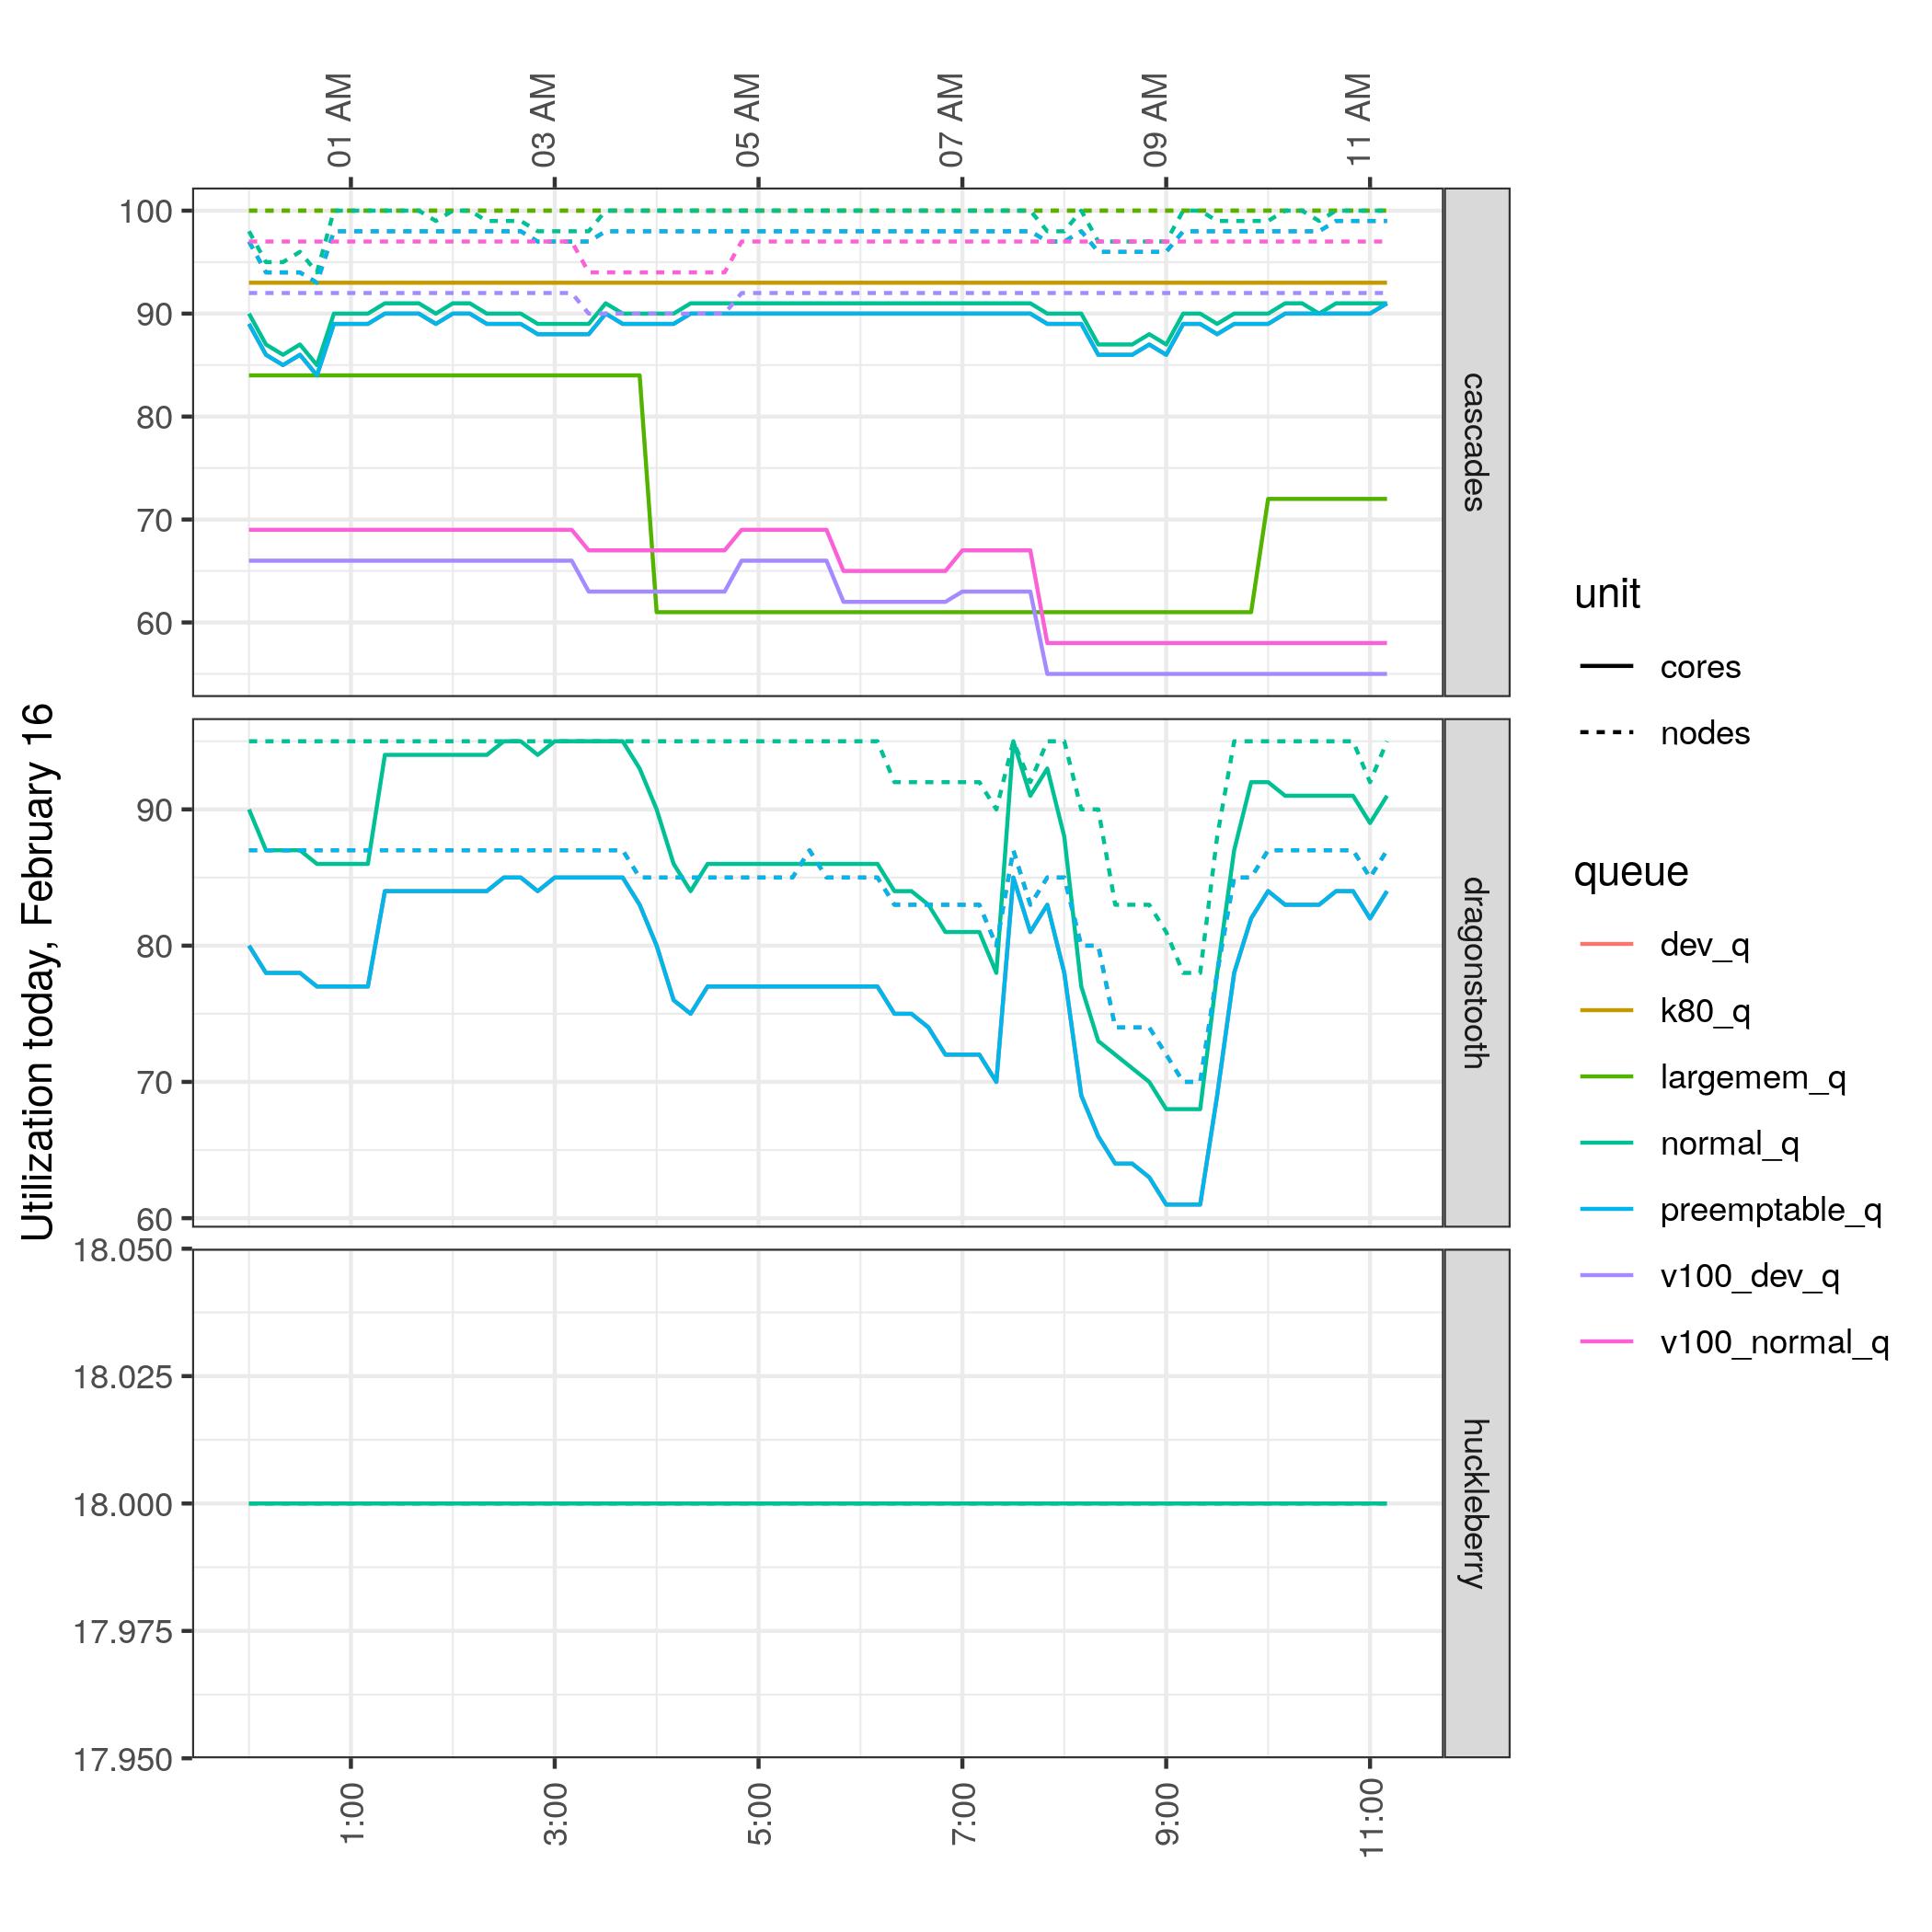 01 AM
03 AM
05 AM
07 AM
09 AM
11 AM
100
90
80
70
60
cascades
90
80
70
60
dragonstooth
18.050
18.025
18.000
17.975
17.950
huckleberry
1:00
3:00
5:00
7:00
9:00
11:00
Utilization today, February 16
unit
cores
nodes
queue
dev_q
k80_q
largemem_q
normal_q
preemptable_q
v100_dev_q
v100_normal_q